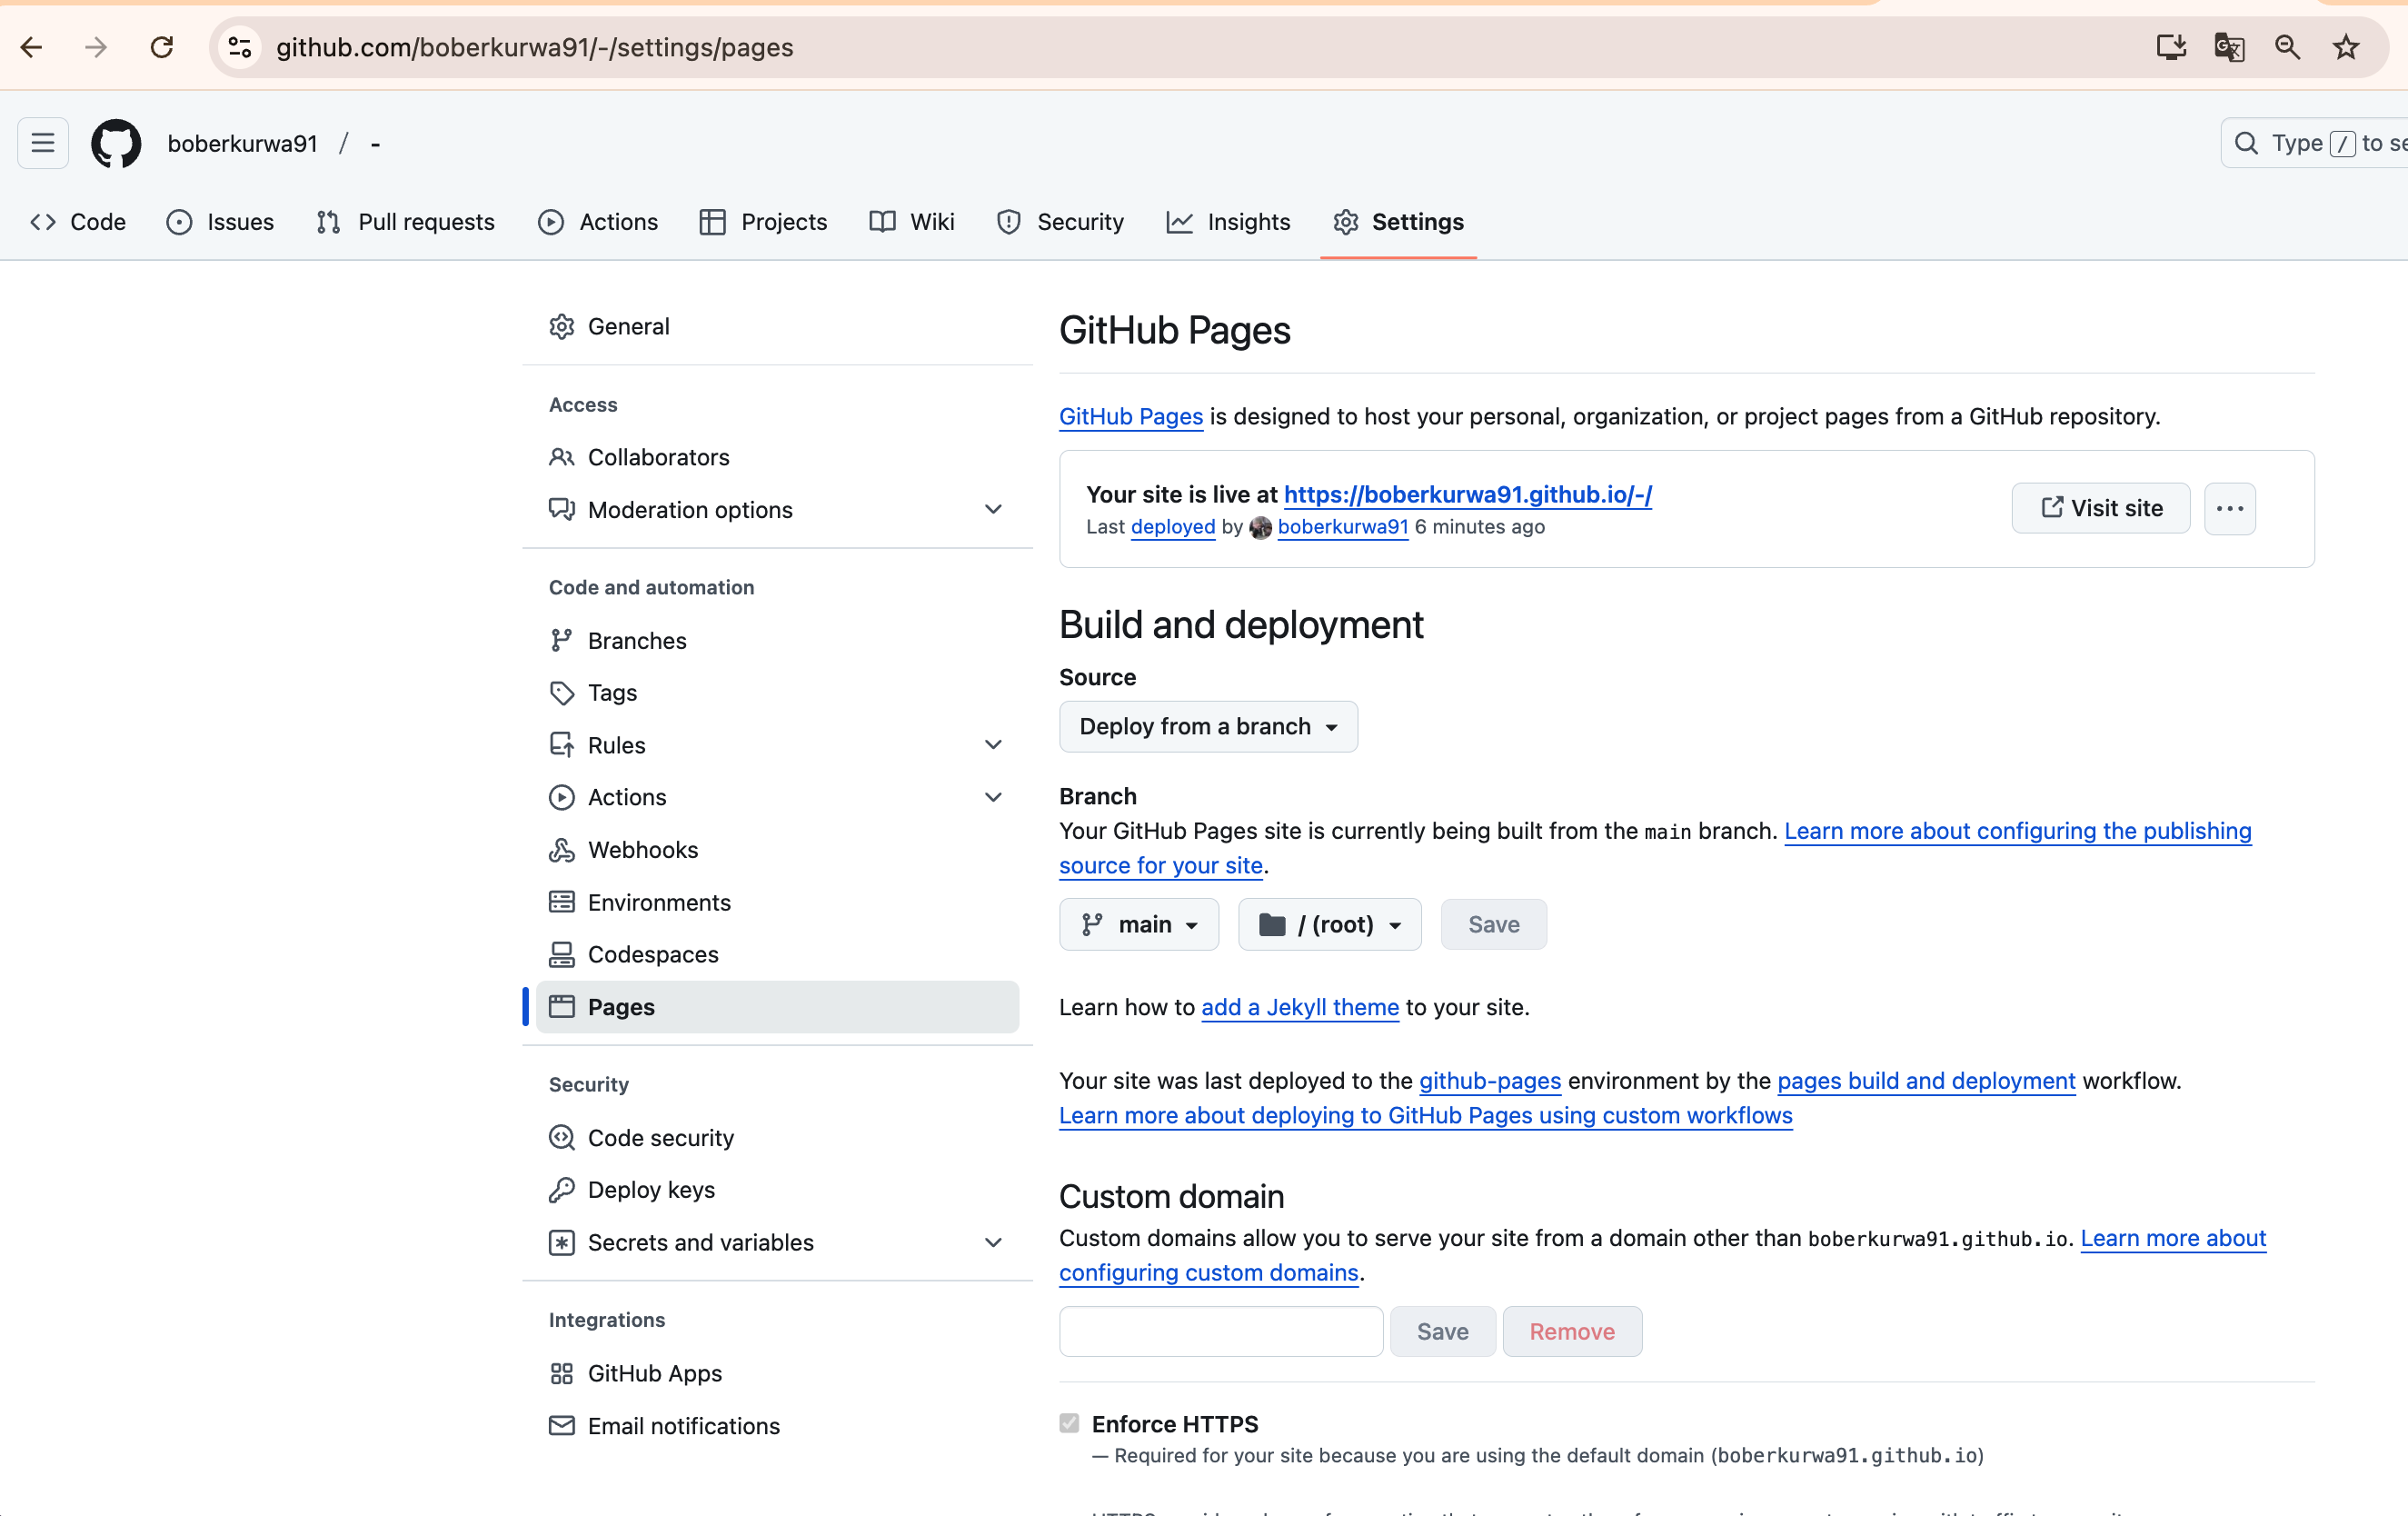 github.com/boberkurwa91/-/settings/pages
boberkurwa91 / -
Type / to se
Code Issues Pull requests Actions Projects Wiki Security Insights Settings
General
Access
Collaborators
Moderation options
Code and automation
Branches
Tags
Rules
Actions
Webhooks
Environments
Codespaces
Pages
Security
Code security
Deploy keys
Secrets and variables
Integrations
GitHub Apps
Email notifications
GitHub Pages
GitHub Pages is designed to host your personal, organization, or project pages from a GitHub repository.
Your site is live at https://boberkurwa91.github.io/-/
Last deployed by boberkurwa91 6 minutes ago
Visit site
Build and deployment
Source
Deploy from a branch
Branch
Your GitHub Pages site is currently being built from the main branch. Learn more about configuring the publishing
source for your site.
main / (root) Save
Learn how to add a Jekyll theme to your site.
Your site was last deployed to the github-pages environment by the pages build and deployment workflow.
Learn more about deploying to GitHub Pages using custom workflows
Custom domain
Custom domains allow you to serve your site from a domain other than boberkurwa91.github.io. Learn more about
configuring custom domains.
Save Remove
Enforce HTTPS
— Required for your site because you are using the default domain (boberkurwa91.github.io)